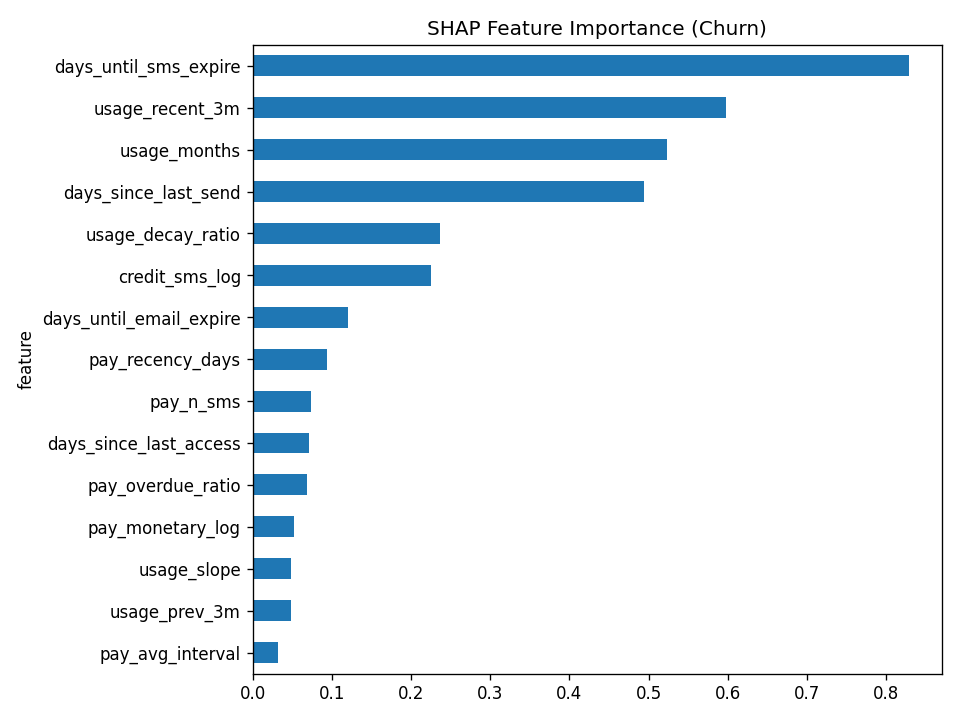 SHAP Feature Importance (Churn)
days_until_sms_expire
usage_recent_3m
usage_months
days_since_last_send
usage_decay_ratio
credit_sms_log
days_until_email_expire
pay_recency_days
pay_n_sms
days_since_last_access
pay_overdue_ratio
pay_monetary_log
usage_slope
usage_prev_3m
pay_avg_interval
feature
0.0 0.1 0.2 0.3 0.4 0.5 0.6 0.7 0.8